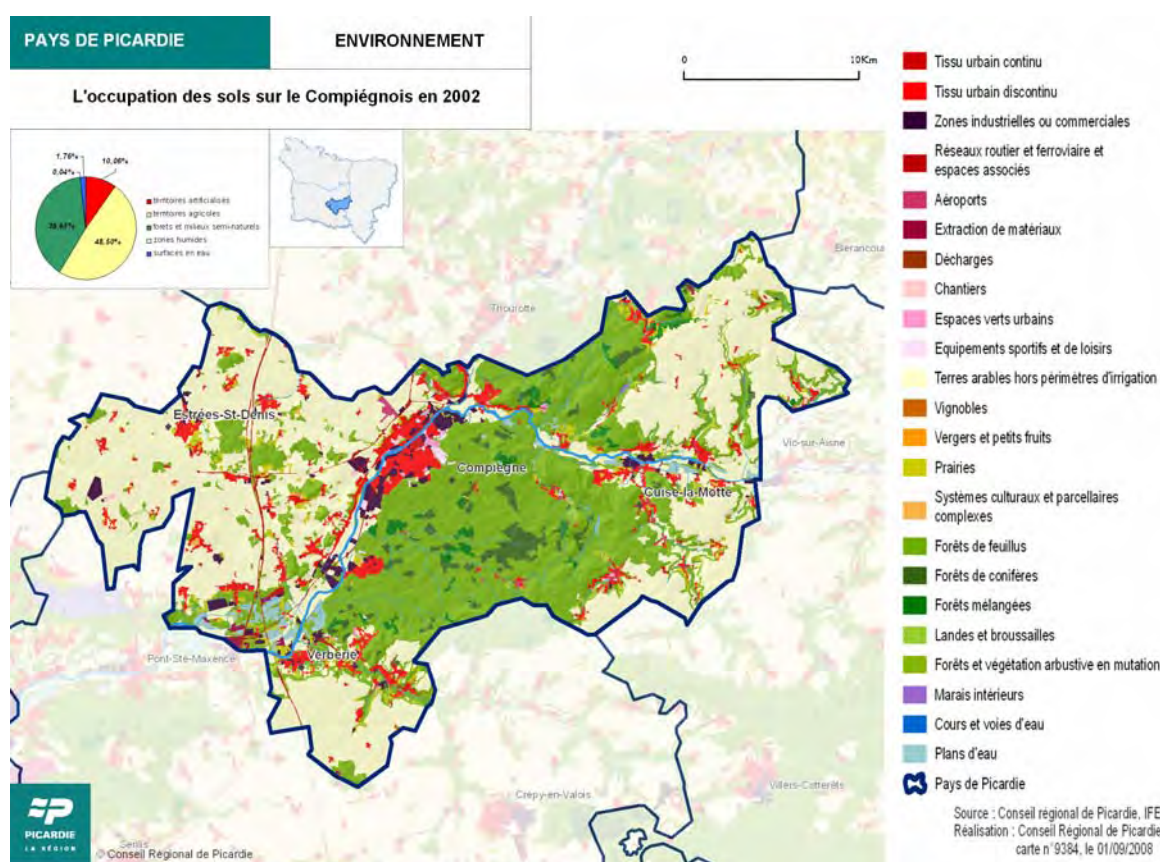 PAYS DE PICARDIE
ENVIRONNEMENT
L'occupation des sols sur le Compiégnois en 2002
0
10Km
1,76%
10,06%
0,04%
48,50%
territoires artificialisés
territoires agricoles
forêts et milieux semi-naturels
zones humides
surfaces en eau
Thourotte
Estrées-St-Denis
Compiègne
Vic-sur-Aisne
Cuise-la-Motte
Pont-Ste-Maxence
Verberie
Crépy-en-Valois
Villers-Cotterêts
Senlis
PICARDIE
LA RÉGION
© Conseil Régional de Picardie
Tissu urbain continu
Tissu urbain discontinu
Zones industrielles ou commerciales
Réseaux routier et ferroviaire et
espaces associés
Aéroports
Extraction de matériaux
Décharges
Chantiers
Espaces verts urbains
Equipements sportifs et de loisirs
Terres arables hors périmètres d'irrigation
Vignobles
Vergers et petits fruits
Prairies
Systèmes culturaux et parcellaires
complexes
Forêts de feuillus
Forêts de conifères
Forêts mélangées
Landes et broussailles
Forêts et végétation arbustive en mutation
Marais intérieurs
Cours et voies d'eau
Plans d'eau
Pays de Picardie
Source : Conseil régional de Picardie, IFE
Réalisation : Conseil Régional de Picardie
carte n°9384, le 01/09/2008